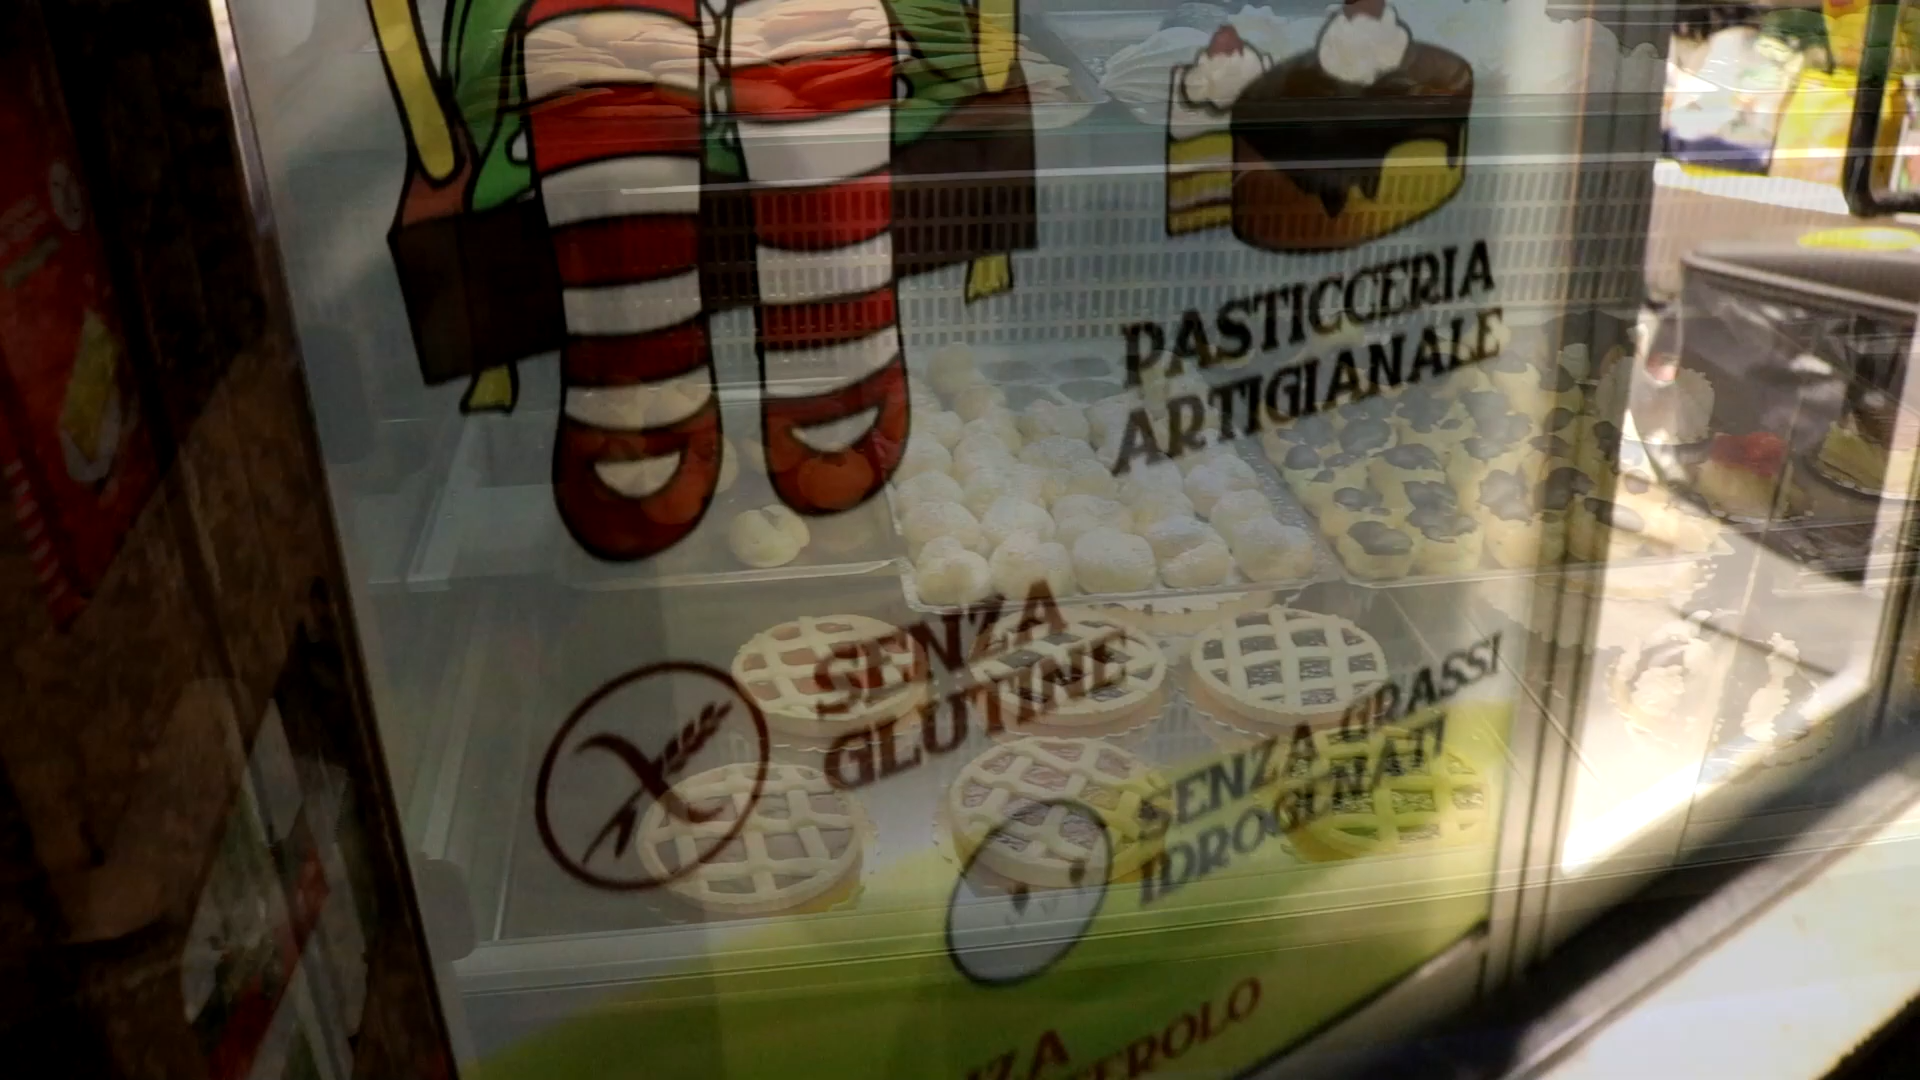 PASTICCERIA
ARTIGIANALE
SENZA
GLUTINE
SENZA GRASSI
IDROGENATI